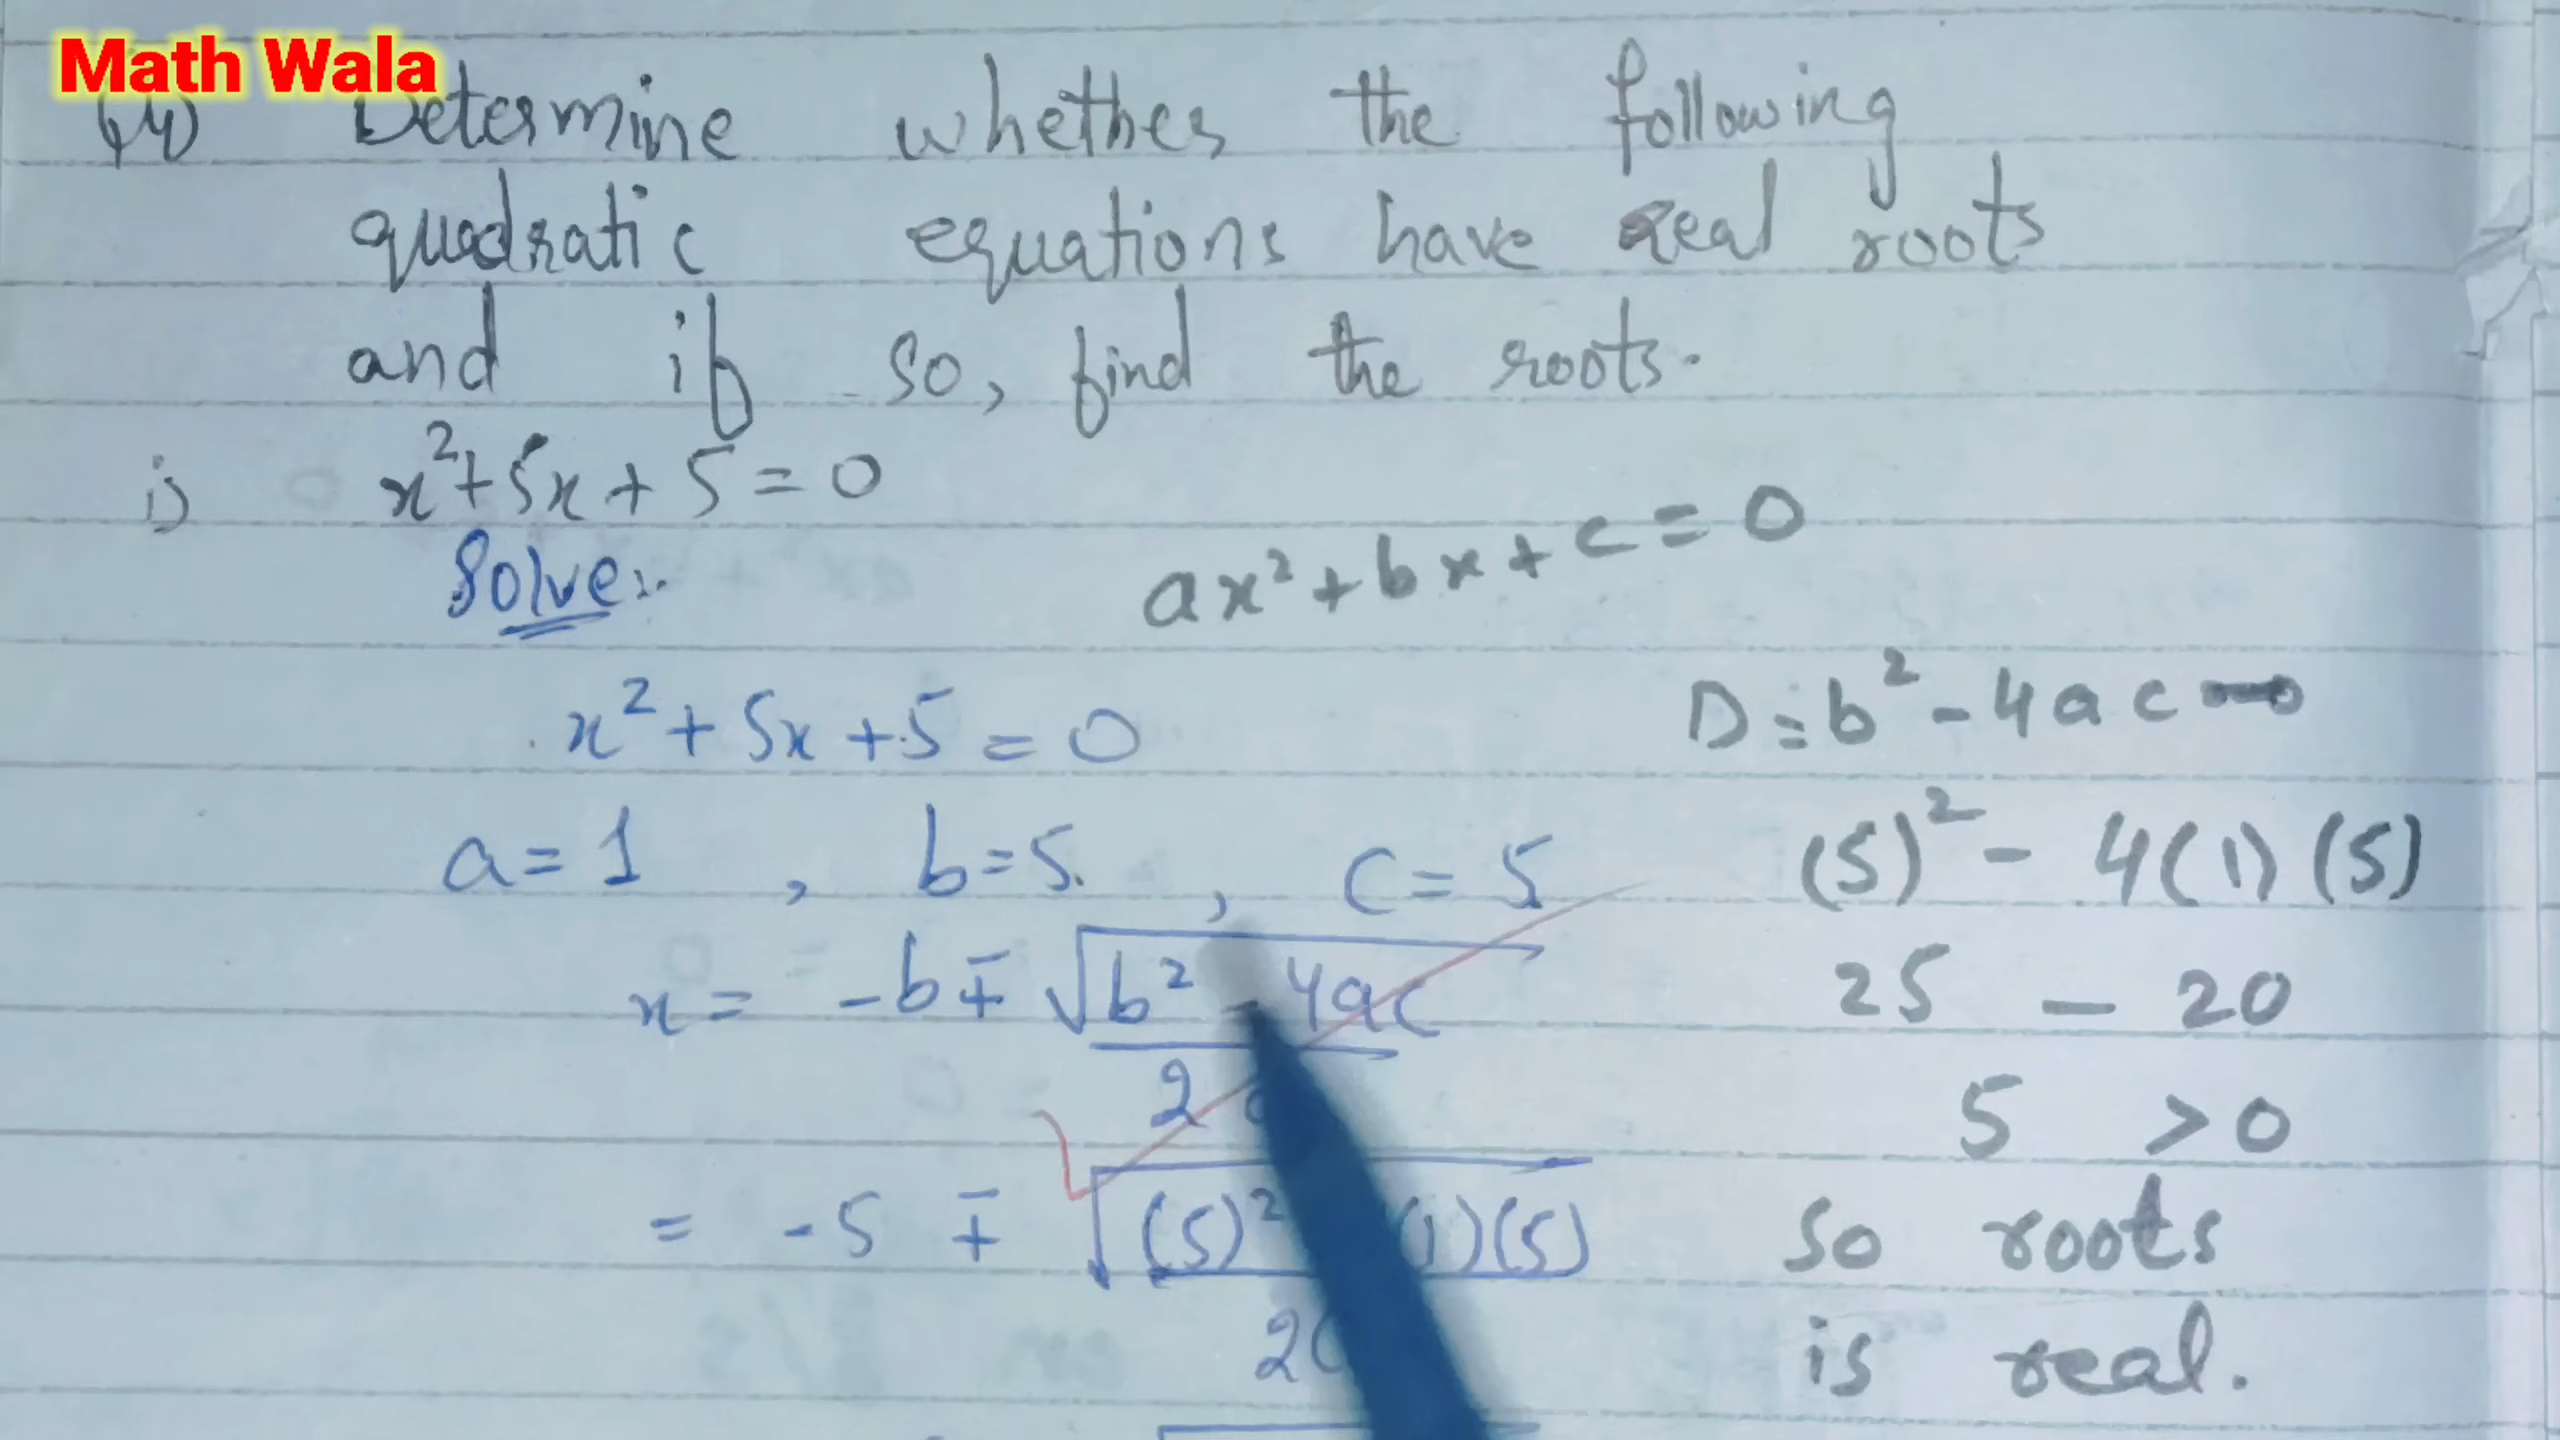 Math Wala
Determine whether the following
quadratic equations have real roots
and if so, find the roots.
i) x²+5x+5=0
Solve:-
ax²+bx+c=0
x²+5x+5=0
D=b²-4ac
a=1, b=5, c=5
(5)²-4(1)(5)
x= -b∓√b²-4ac
25-20
2
5 >0
= -5 ∓ √(5)² (1)(5)
so roots
2(
is real.